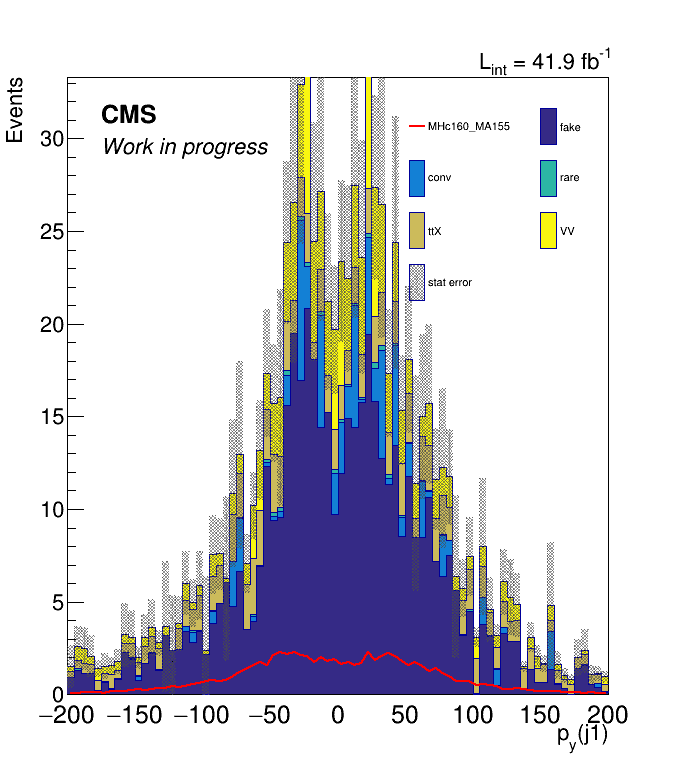 L_int = 41.9 fb^-1
Events
CMS
Work in progress
MHc160_MA155
fake
conv
rare
ttX
VV
stat error
30
25
20
15
10
5
0
−200 −150 −100 −50 0 50 100 150 200
p_y(j1)